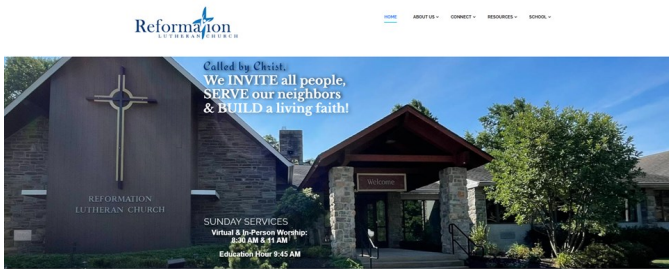 Reformation
LUTHERAN CHURCH
HOME
ABOUT US
CONNECT
RESOURCES
SCHOOL
Called by Christ,
We INVITE all people,
SERVE our neighbors
& BUILD a living faith!
Welcome
REFORMATION
LUTHERAN CHURCH
SUNDAY SERVICES
Virtual & In-Person Worship:
8:30 AM & 11 AM
Education Hour 9:45 AM